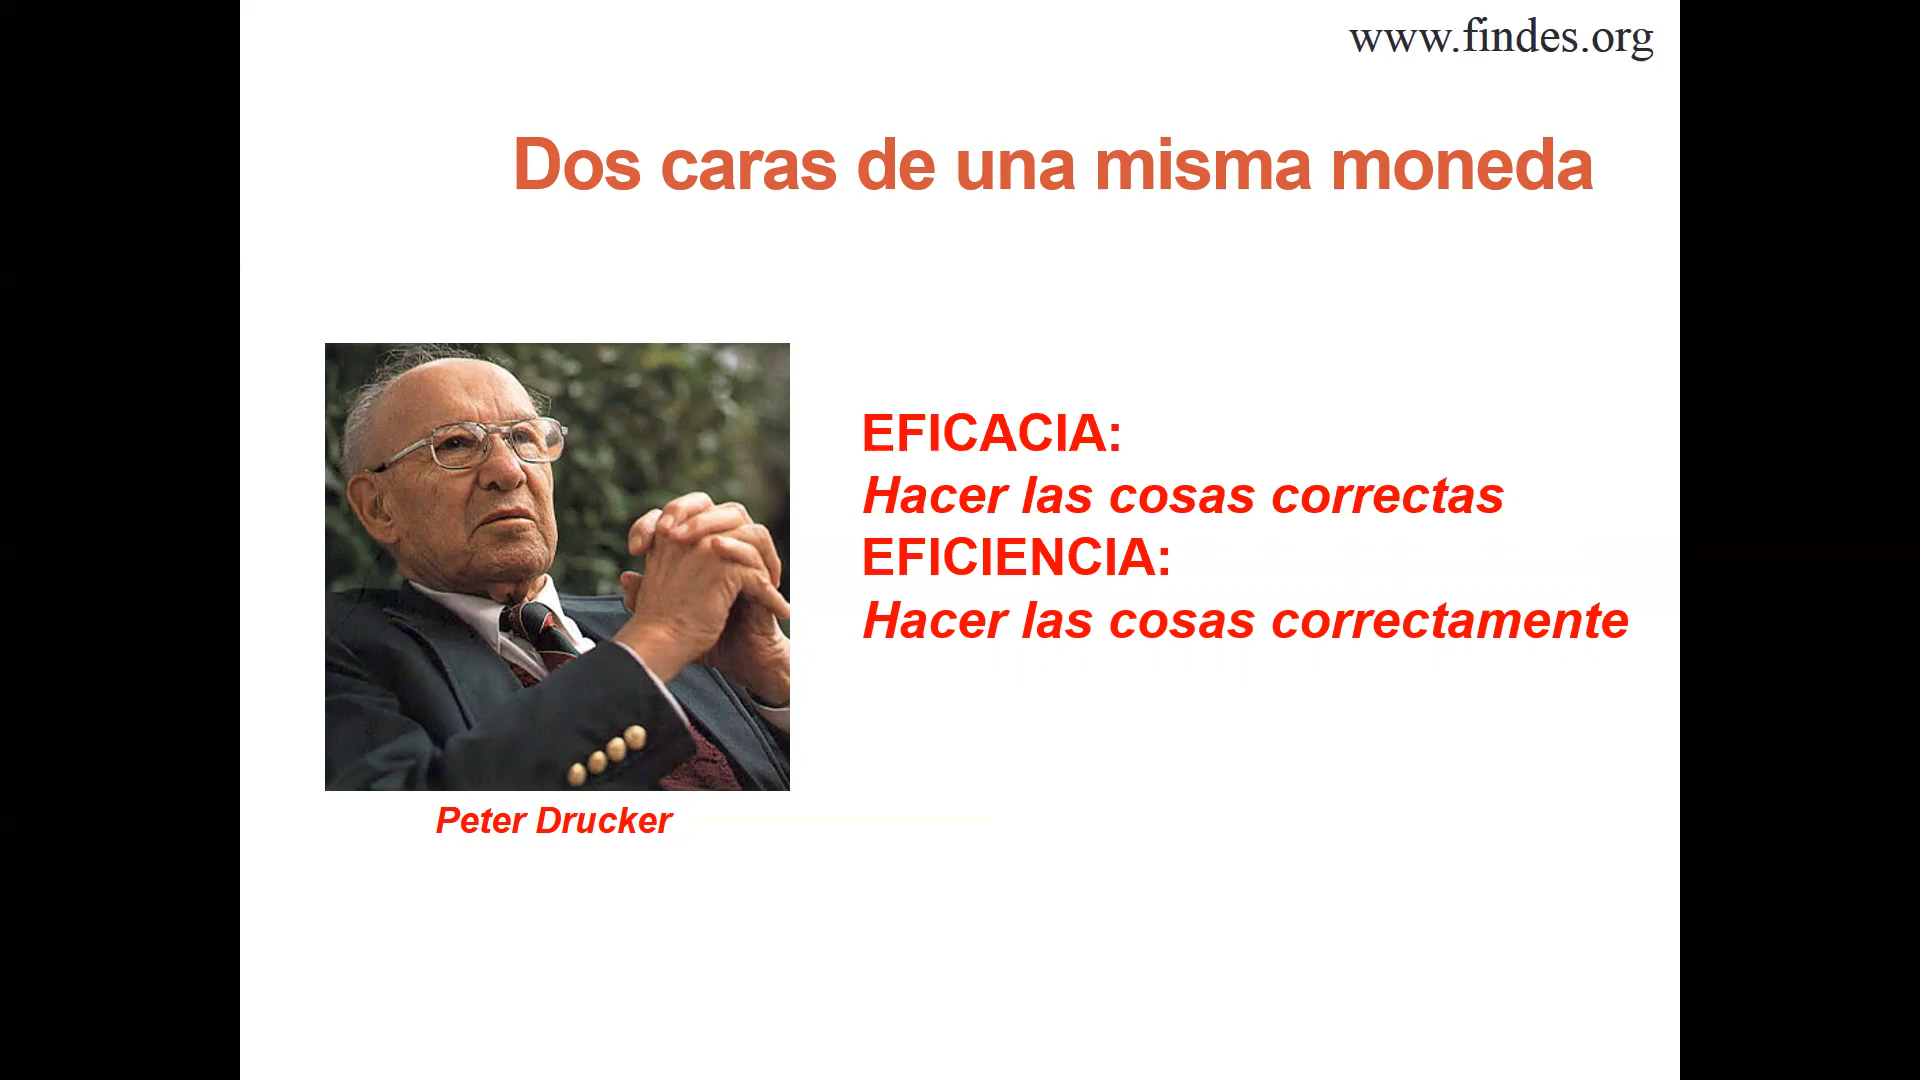 www.findes.org
Dos caras de una misma moneda
EFICACIA:
Hacer las cosas correctas
EFICIENCIA:
Hacer las cosas correctamente
Peter Drucker